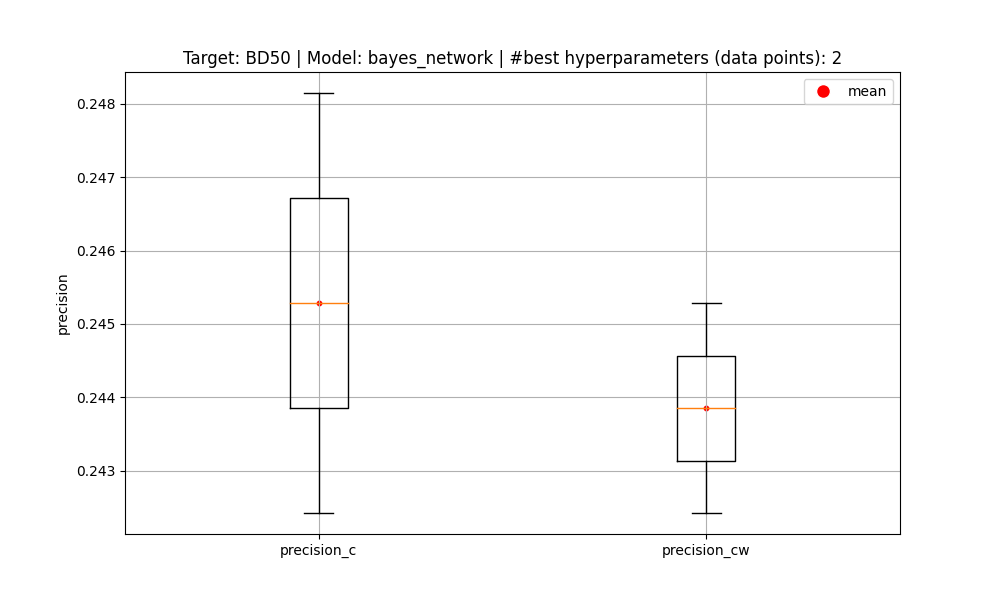 Target: BD50 | Model: bayes_network | #best hyperparameters (data points): 2
mean
0.248
0.247
0.246
0.245
0.244
0.243
precision
precision_c
precision_cw